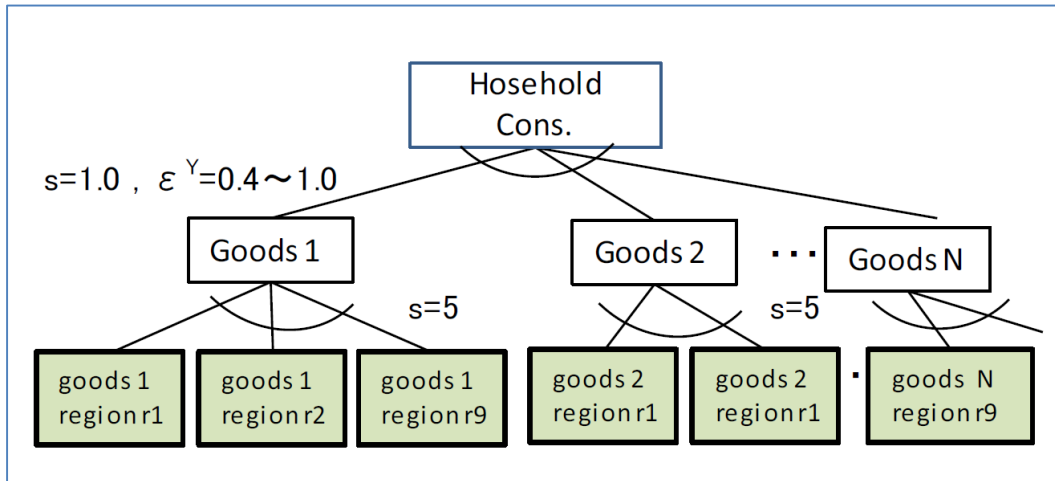 Hosehold
Cons.
s=1.0 , ε Y=0.4～1.0
Goods 1
Goods 2
···
Goods N
s=5
s=5
goods 1
region r1
goods 1
region r2
goods 1
region r9
goods 2
region r1
goods 2
region r1
·
goods N
region r9